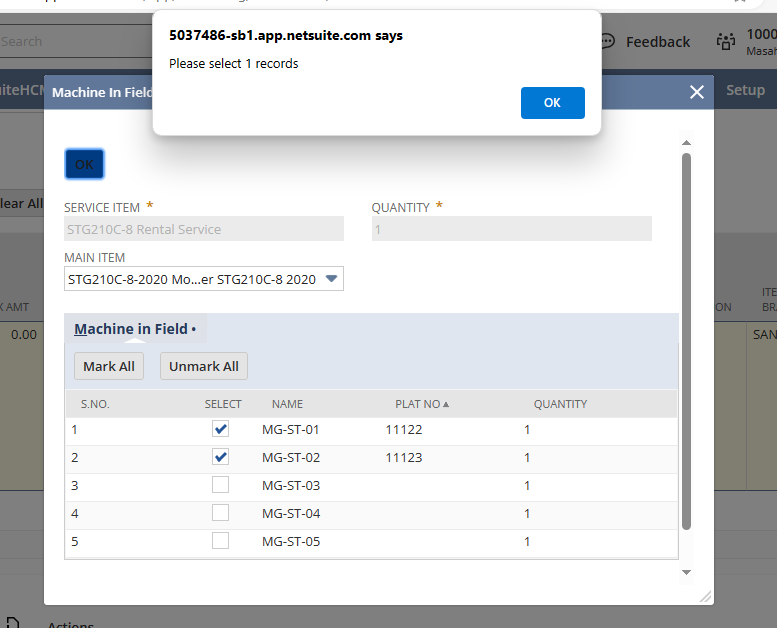 5037486-sb1.app.netsuite.com says
Please select 1 records
OK
Search
Feedback
1000
Masah
uiteHCM
Machine In Field
Setup
OK
lear All
SERVICE ITEM *
QUANTITY *
STG210C-8 Rental Service
1
MAIN ITEM
STG210C-8-2020 Mo...er STG210C-8 2020
X AMT
ON
ITE
BRA
0.00
SAN
Machine in Field •
Mark All
Unmark All
S.NO. SELECT NAME PLAT NO ▲ QUANTITY
1 MG-ST-01 11122 1
2 MG-ST-02 11123 1
3 MG-ST-03 1
4 MG-ST-04 1
5 MG-ST-05 1
Actions